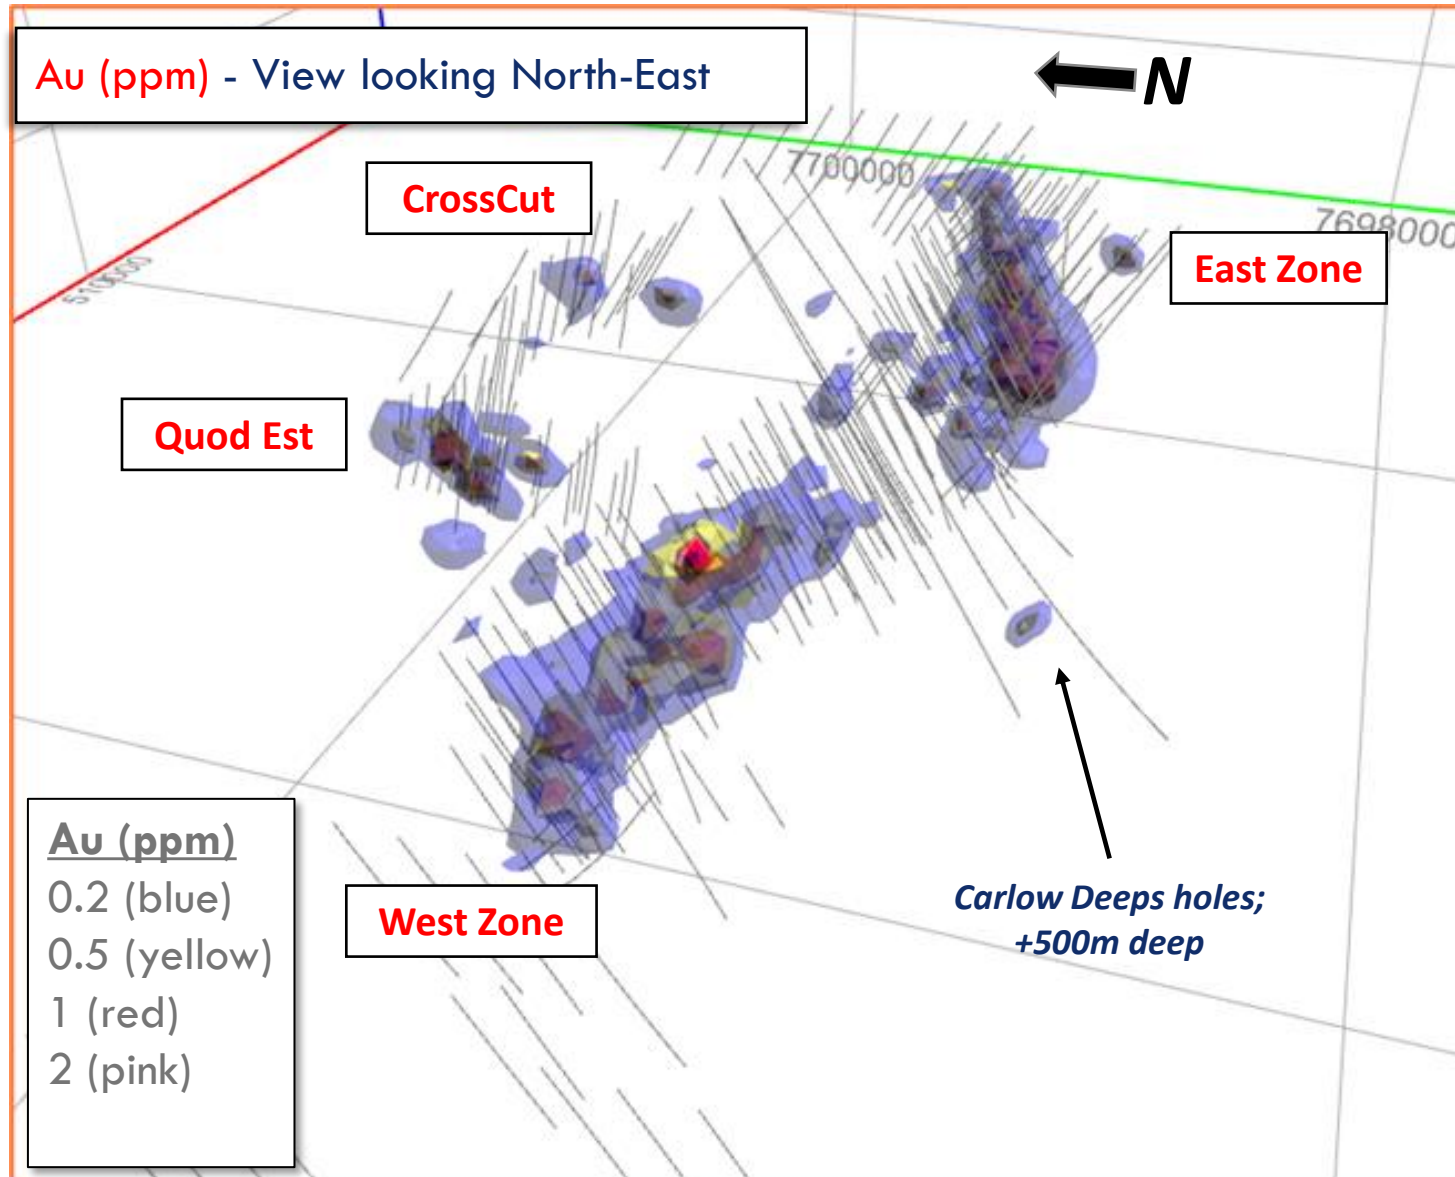 Au (ppm) - View looking North-East
N
CrossCut
7700000
7698000
East Zone
510000
Quod Est
Au (ppm)
0.2 (blue)
0.5 (yellow)
1 (red)
2 (pink)
West Zone
Carlow Deeps holes;
+500m deep